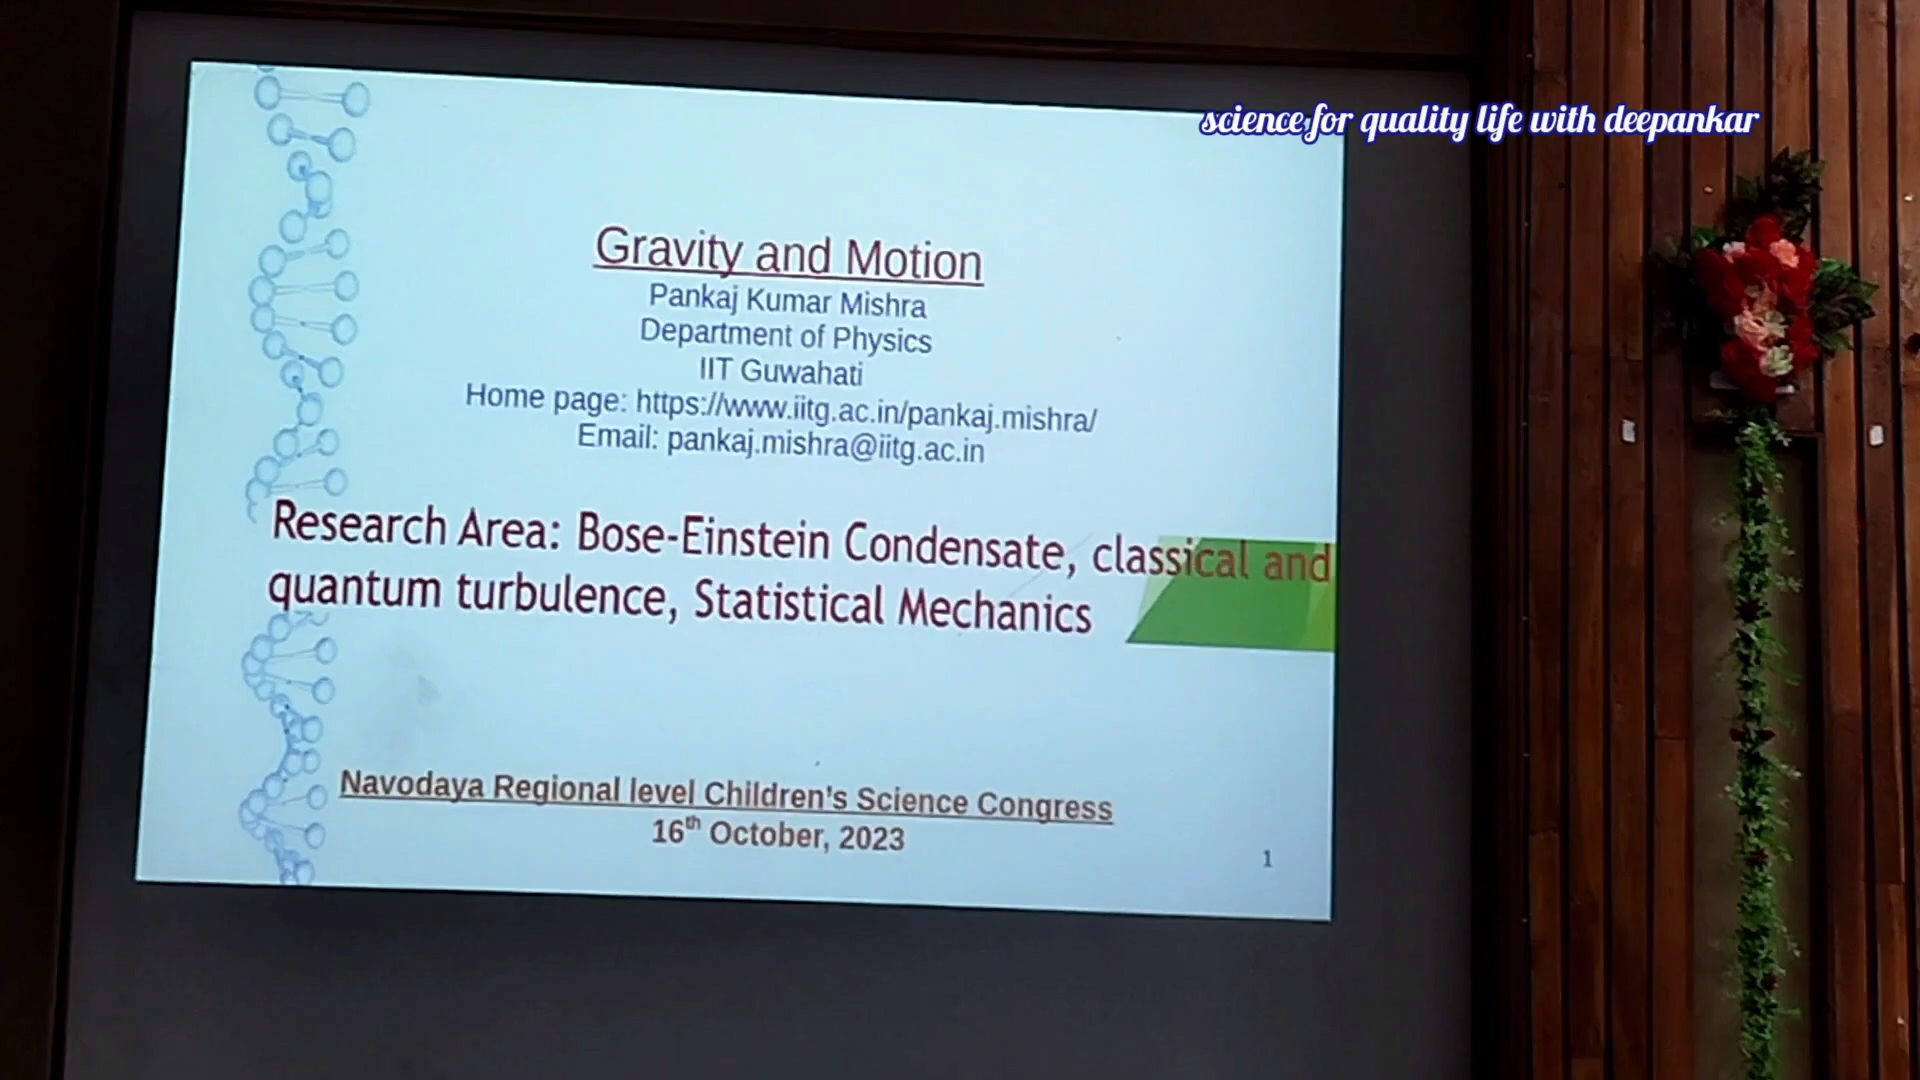 science for quality life with deepankar
Gravity and Motion
Pankaj Kumar Mishra
Department of Physics
IIT Guwahati
Home page: https://www.iitg.ac.in/pankaj.mishra/
Email: pankaj.mishra@iitg.ac.in
Research Area: Bose-Einstein Condensate, classical and
quantum turbulence, Statistical Mechanics
Navodaya Regional level Children's Science Congress
16th October, 2023
1